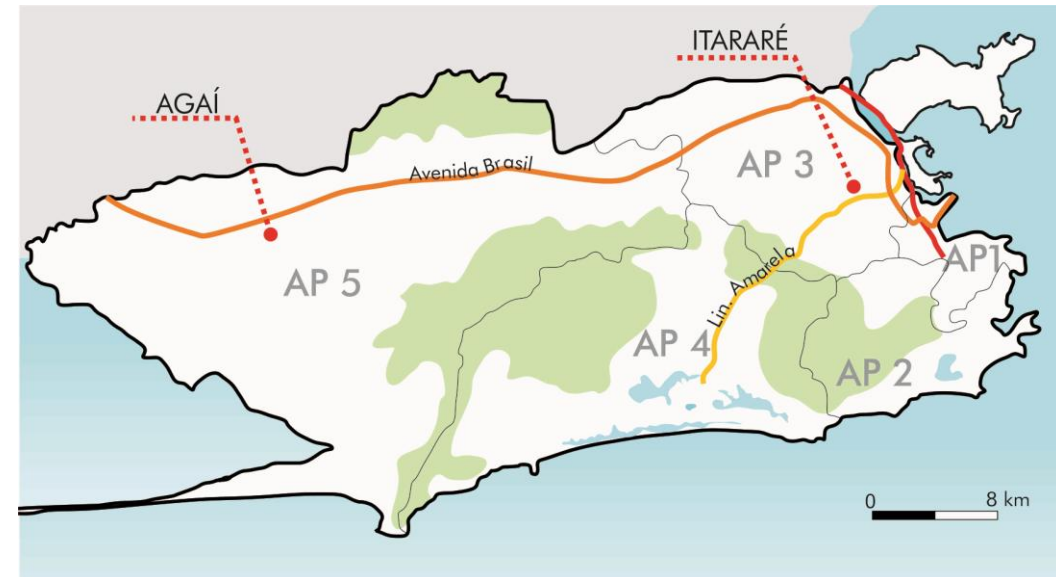 ITARARÉ
AGAÍ
Avenida Brasil
AP 3
AP 5
Lin. Amarela
AP1
AP 4
AP 2
0 8 km